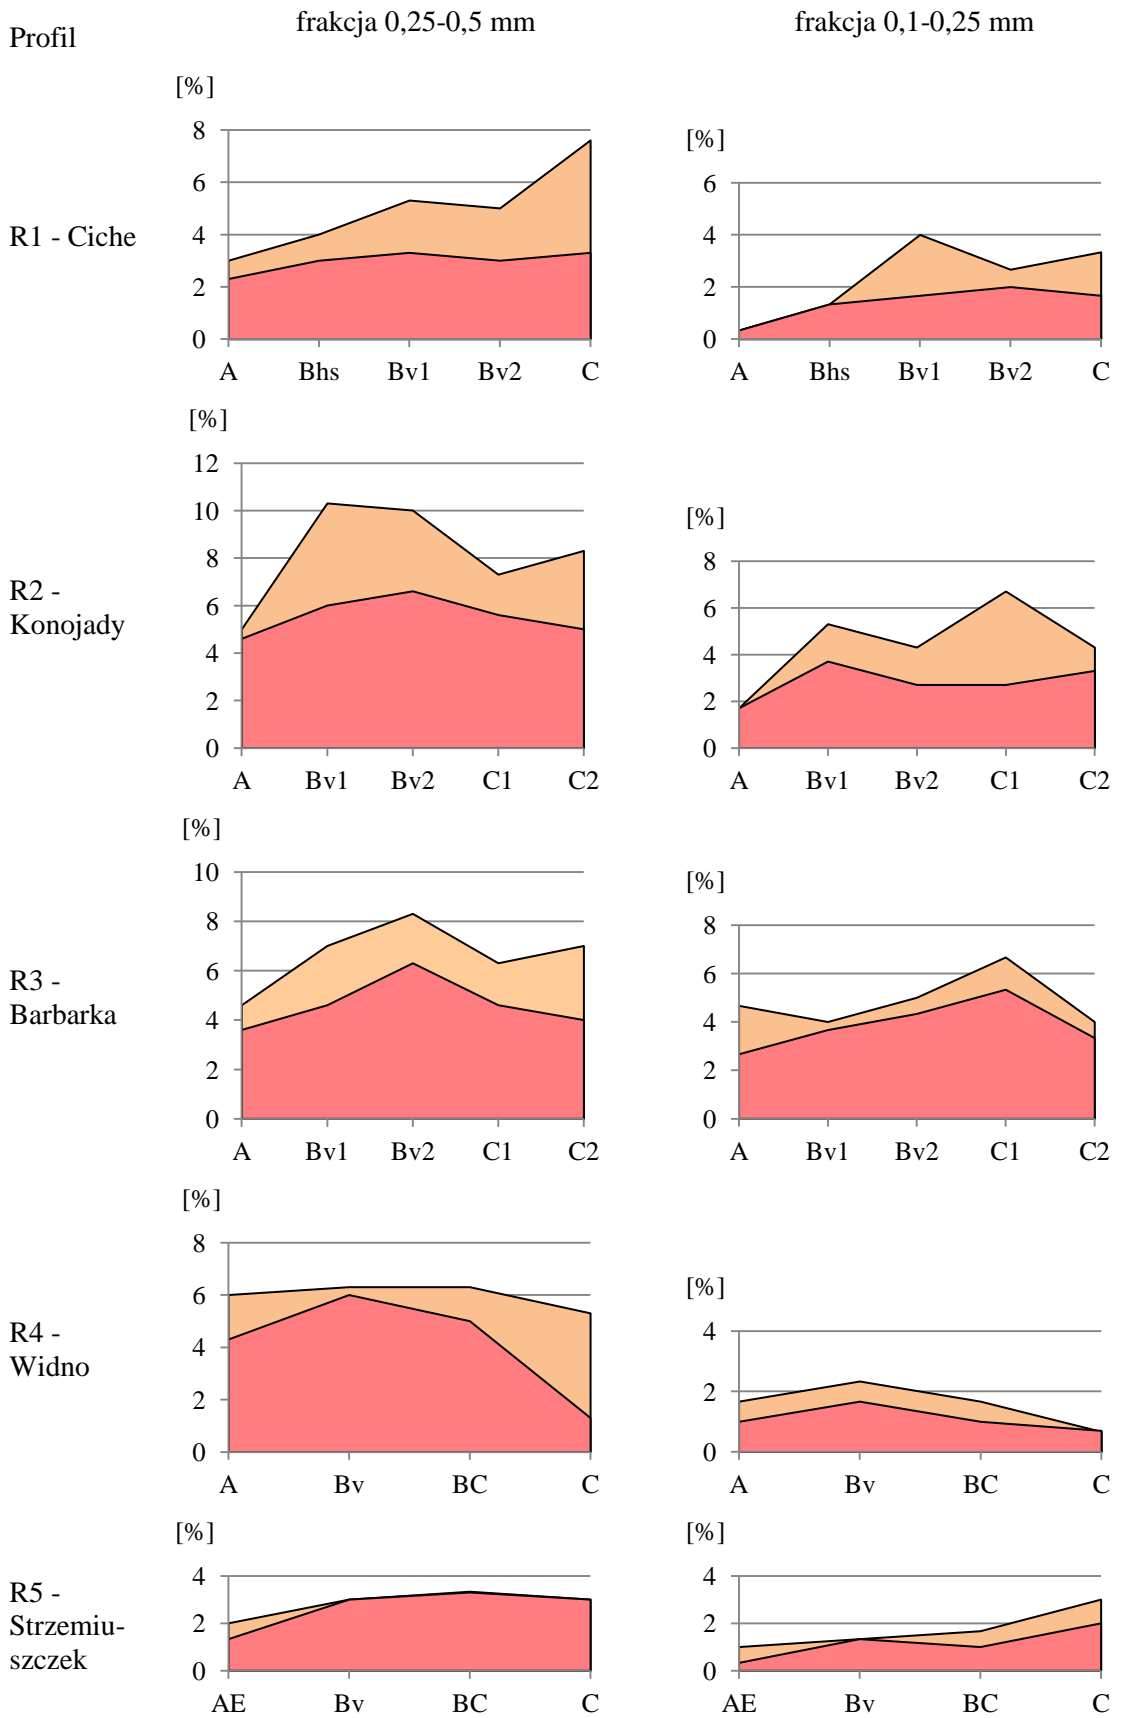 Profil
frakcja 0,25-0,5 mm
frakcja 0,1-0,25 mm
R1 - Ciche
[%]
8
6
4
2
0
A Bhs Bv1 Bv2 C
[%]
6
4
2
0
A Bhs Bv1 Bv2 C
R2 -
Konojady
[%]
12
10
8
6
4
2
0
A Bv1 Bv2 C1 C2
[%]
8
6
4
2
0
A Bv1 Bv2 C1 C2
R3 -
Barbarka
[%]
10
8
6
4
2
0
A Bv1 Bv2 C1 C2
[%]
8
6
4
2
0
A Bv1 Bv2 C1 C2
R4 -
Widno
[%]
8
6
4
2
0
A Bv BC C
[%]
4
2
0
A Bv BC C
R5 -
Strzemiu-
szczek
[%]
4
2
0
AE Bv BC C
[%]
4
2
0
AE Bv BC C